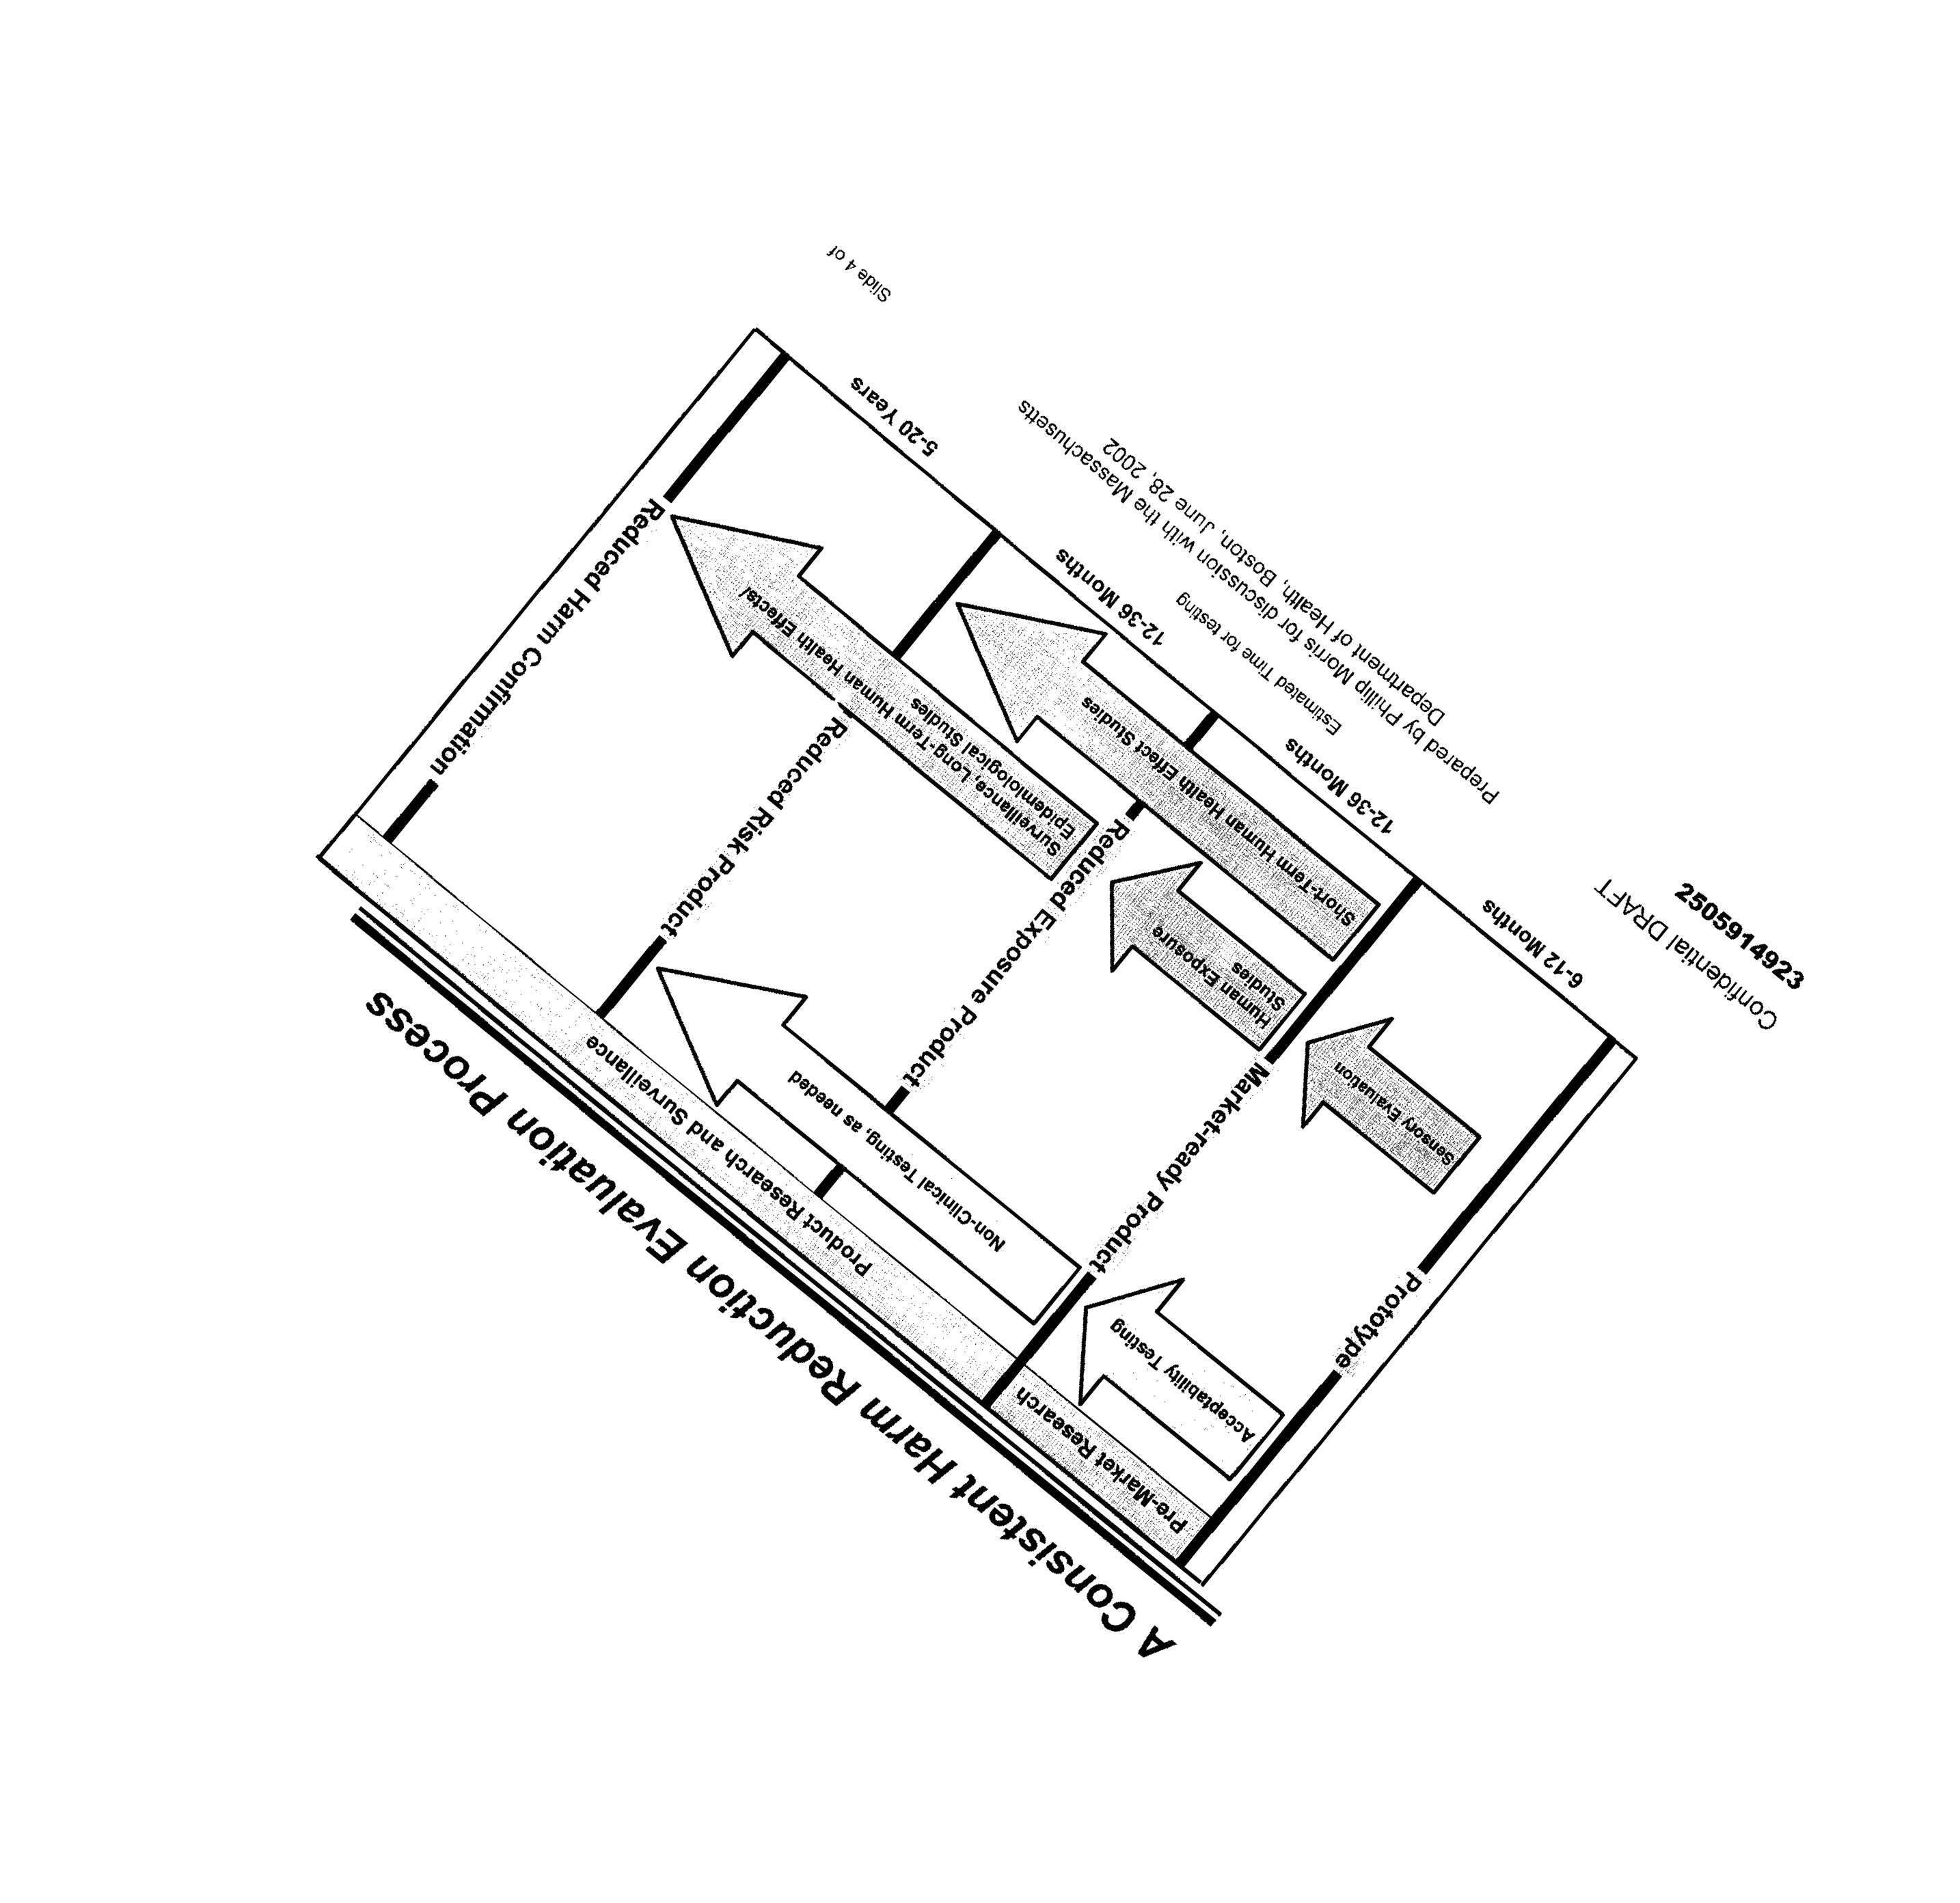 A Consistent Harm Reduction Evaluation Process
Pre-Market Research
Product Research and Surveillance
Acceptability Testing
Non-Clinical Testing, as needed
Prototype
Market-ready Product
Reduced Exposure Product
Reduced Risk Product
Reduced Harm Confirmation
Sensory Evaluation
Human Exposure
Studies
Short-Term Human Health Effect Studies
Surveillance, Long-Term Human Health Effects/
Epidemiological Studies
6-12 Months
12-36 Months
12-36 Months
5-20 Years
Estimated Time for testing
Confidential DRAFT
2505914923
Prepared by Phillip Morris for discussion with the Massachusetts
Department of Health, Boston, June 28, 2002
Slide 4 of